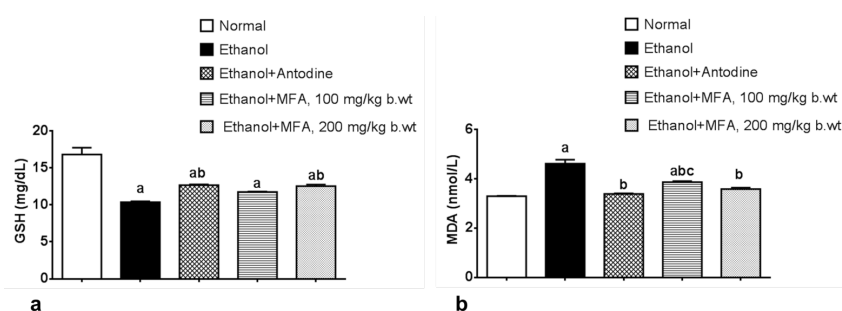 Normal
Ethanol
Ethanol+Antodine
Ethanol+MFA, 100 mg/kg b.wt
Ethanol+MFA, 200 mg/kg b.wt
GSH (mg/dL)
20
15
10
5
0
a
ab
a
ab
a
Normal
Ethanol
Ethanol+Antodine
Ethanol+MFA, 100 mg/kg b.wt
Ethanol+MFA, 200 mg/kg b.wt
MDA (nmol/L)
6
4
2
0
a
b
abc
b
b